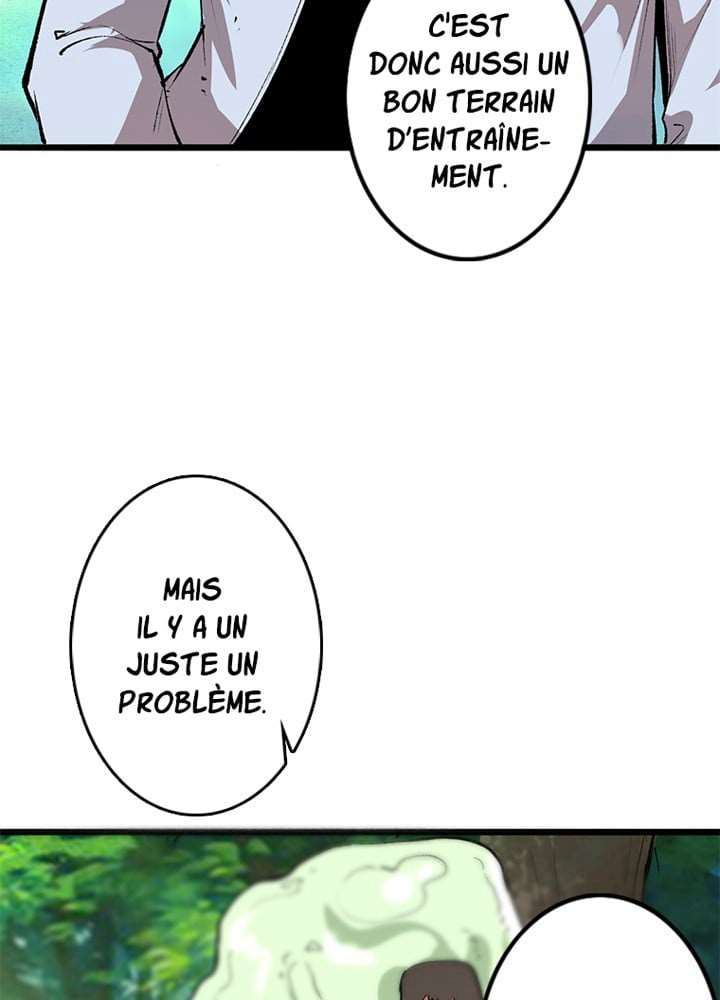 C'EST
DONC AUSSI UN
BON TERRAIN
D'ENTRAÎNE-
MENT.
MAIS
IL Y A UN
JUSTE UN
PROBLÈME.